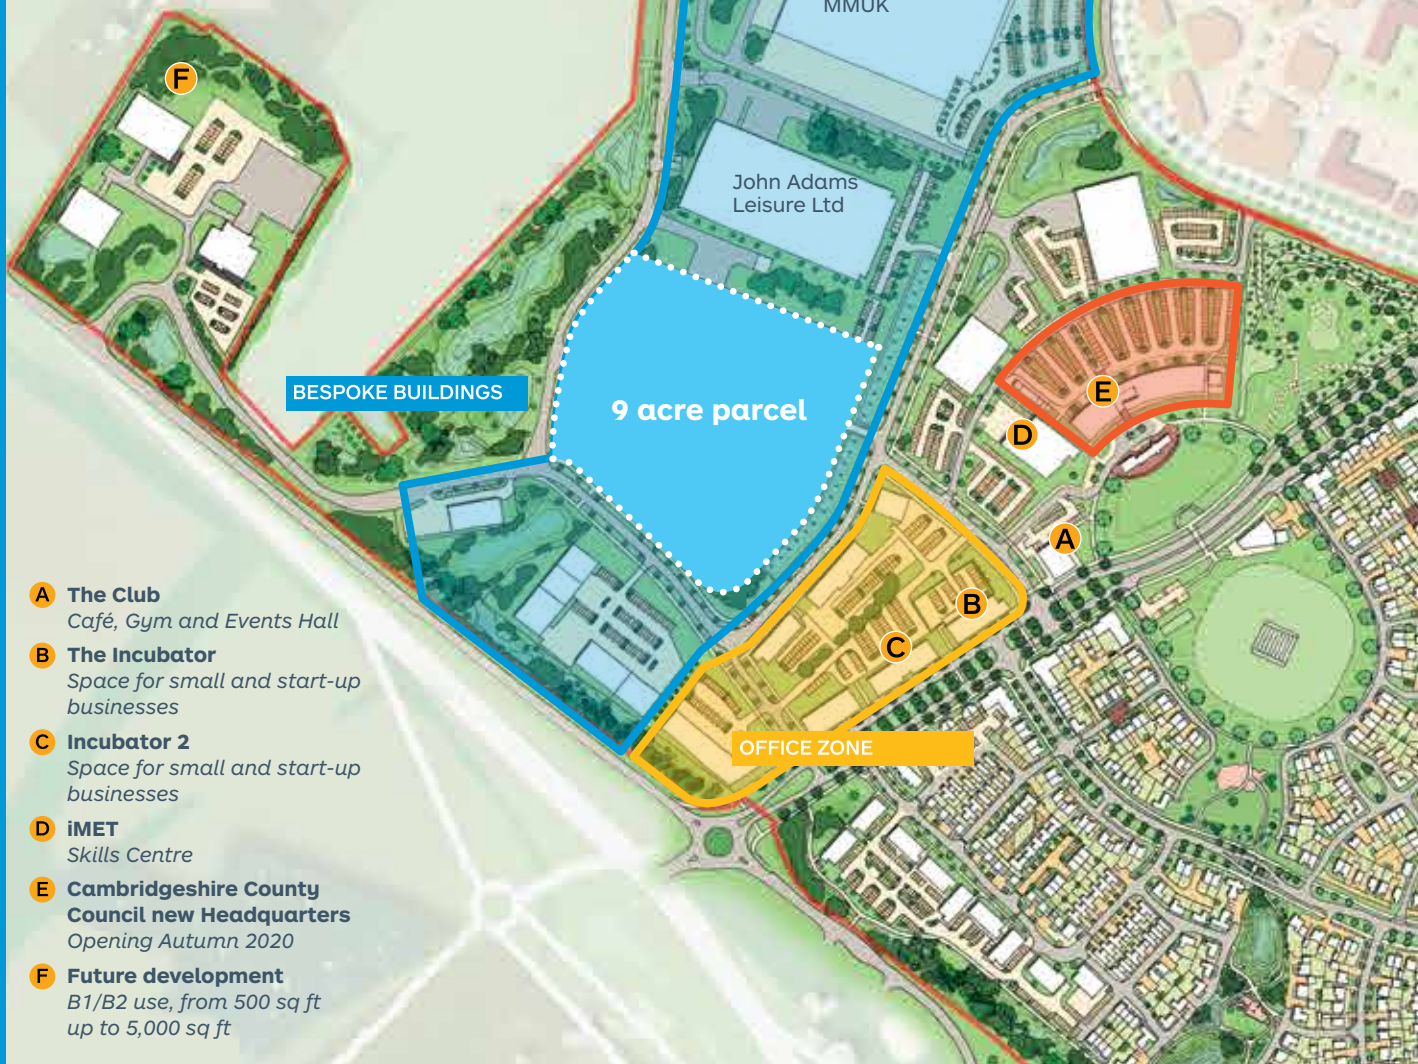 MMUK
F
John Adams
Leisure Ltd
BESPOKE BUILDINGS
9 acre parcel
E
D
A
B
C
OFFICE ZONE
A The Club
Café, Gym and Events Hall
B The Incubator
Space for small and start-up
businesses
C Incubator 2
Space for small and start-up
businesses
D iMET
Skills Centre
E Cambridgeshire County
Council new Headquarters
Opening Autumn 2020
F Future development
B1/B2 use, from 500 sq ft
up to 5,000 sq ft